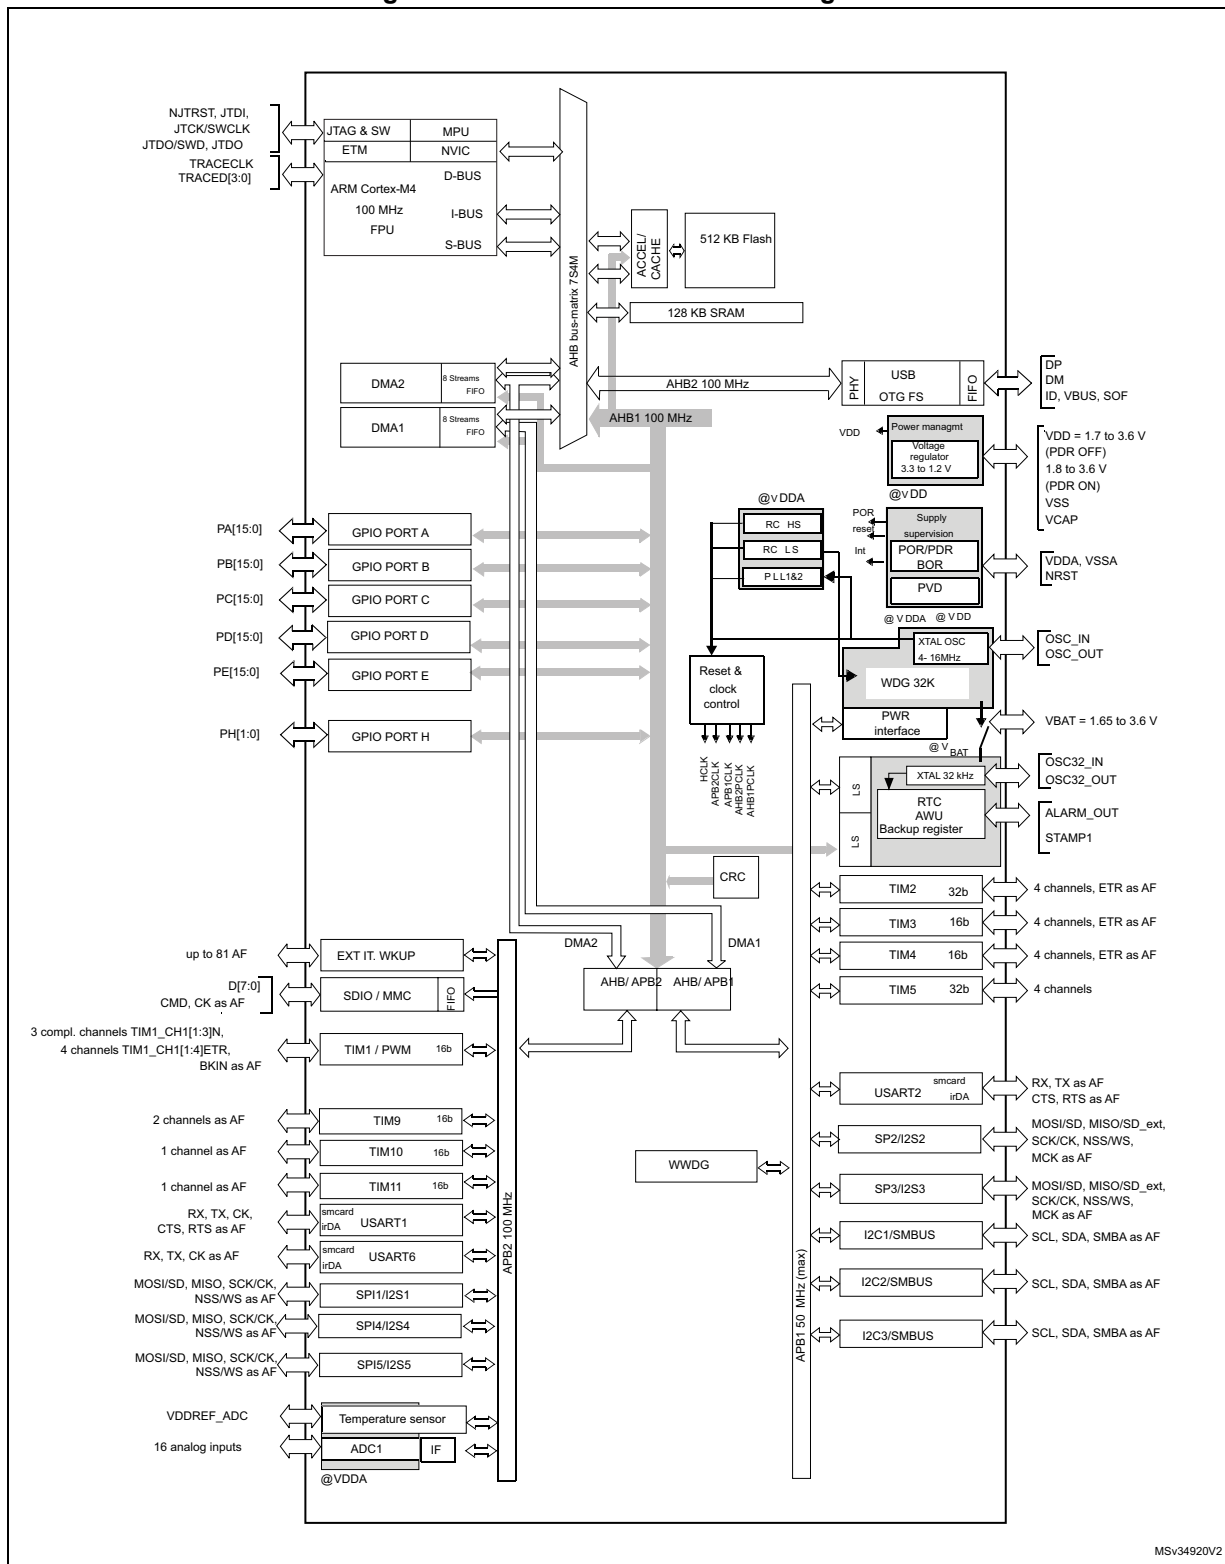 NJTRST, JTDI,
JTCK/SWCLK
JTDO/SWD, JTDO
TRACECLK
TRACED[3:0]
JTAG & SW
MPU
ETM
NVIC
D-BUS
ARM Cortex-M4
100 MHz
FPU
I-BUS
S-BUS
AHB bus-matrix 7S4M
ACCEL/
CACHE
512 KB Flash
128 KB SRAM
DMA2
8 Streams
FIFO
DMA1
8 Streams
FIFO
AHB2 100 MHz
AHB1 100 MHz
PHY
USB
OTG FS
FIFO
DP
DM
ID, VBUS, SOF
VDD
Power managmt
Voltage
regulator
3.3 to 1.2 V
@VDD
VDD = 1.7 to 3.6 V
(PDR OFF)
1.8 to 3.6 V
(PDR ON)
VSS
VCAP
@VDDA
RC HS
RC LS
PLL1&2
POR
reset
Int
Supply
supervision
POR/PDR
BOR
PVD
VDDA, VSSA
NRST
@VDDA @VDD
XTAL OSC
4- 16MHz
OSC_IN
OSC_OUT
WDG 32K
PA[15:0]
GPIO PORT A
PB[15:0]
GPIO PORT B
PC[15:0]
GPIO PORT C
PD[15:0]
GPIO PORT D
PE[15:0]
GPIO PORT E
PH[1:0]
GPIO PORT H
Reset &
clock
control
HCLK
APB2CLK
APB1CLK
AHB2PCLK
AHB1PCLK
PWR
interface
VBAT = 1.65 to 3.6 V
@VBAT
LS
LS
XTAL 32 kHz
OSC32_IN
OSC32_OUT
RTC
AWU
Backup register
ALARM_OUT
STAMP1
CRC
TIM2 32b
4 channels, ETR as AF
TIM3 16b
4 channels, ETR as AF
TIM4 16b
4 channels, ETR as AF
TIM5 32b
4 channels
DMA2
DMA1
AHB/ APB2
AHB/ APB1
up to 81 AF
EXT IT. WKUP
D[7:0]
CMD, CK as AF
SDIO / MMC
FIFO
3 compl. channels TIM1_CH1[1:3]N,
4 channels TIM1_CH1[1:4]ETR,
BKIN as AF
TIM1 / PWM 16b
2 channels as AF
TIM9 16b
1 channel as AF
TIM10 16b
1 channel as AF
TIM11 16b
RX, TX, CK,
CTS, RTS as AF
smcard
irDA
USART1
RX, TX, CK as AF
smcard
irDA
USART6
MOSI/SD, MISO, SCK/CK,
NSS/WS as AF
SPI1/I2S1
MOSI/SD, MISO, SCK/CK,
NSS/WS as AF
SPI4/I2S4
MOSI/SD, MISO, SCK/CK,
NSS/WS as AF
SPI5/I2S5
VDDREF_ADC
Temperature sensor
16 analog inputs
ADC1
IF
@VDDA
APB2 100 MHz
WWDG
APB1 50 MHz (max)
USART2
smcard
irDA
RX, TX as AF
CTS, RTS as AF
SP2/I2S2
MOSI/SD, MISO/SD_ext,
SCK/CK, NSS/WS,
MCK as AF
SP3/I2S3
MOSI/SD, MISO/SD_ext,
SCK/CK, NSS/WS,
MCK as AF
I2C1/SMBUS
SCL, SDA, SMBA as AF
I2C2/SMBUS
SCL, SDA, SMBA as AF
I2C3/SMBUS
SCL, SDA, SMBA as AF
MSv34920V2